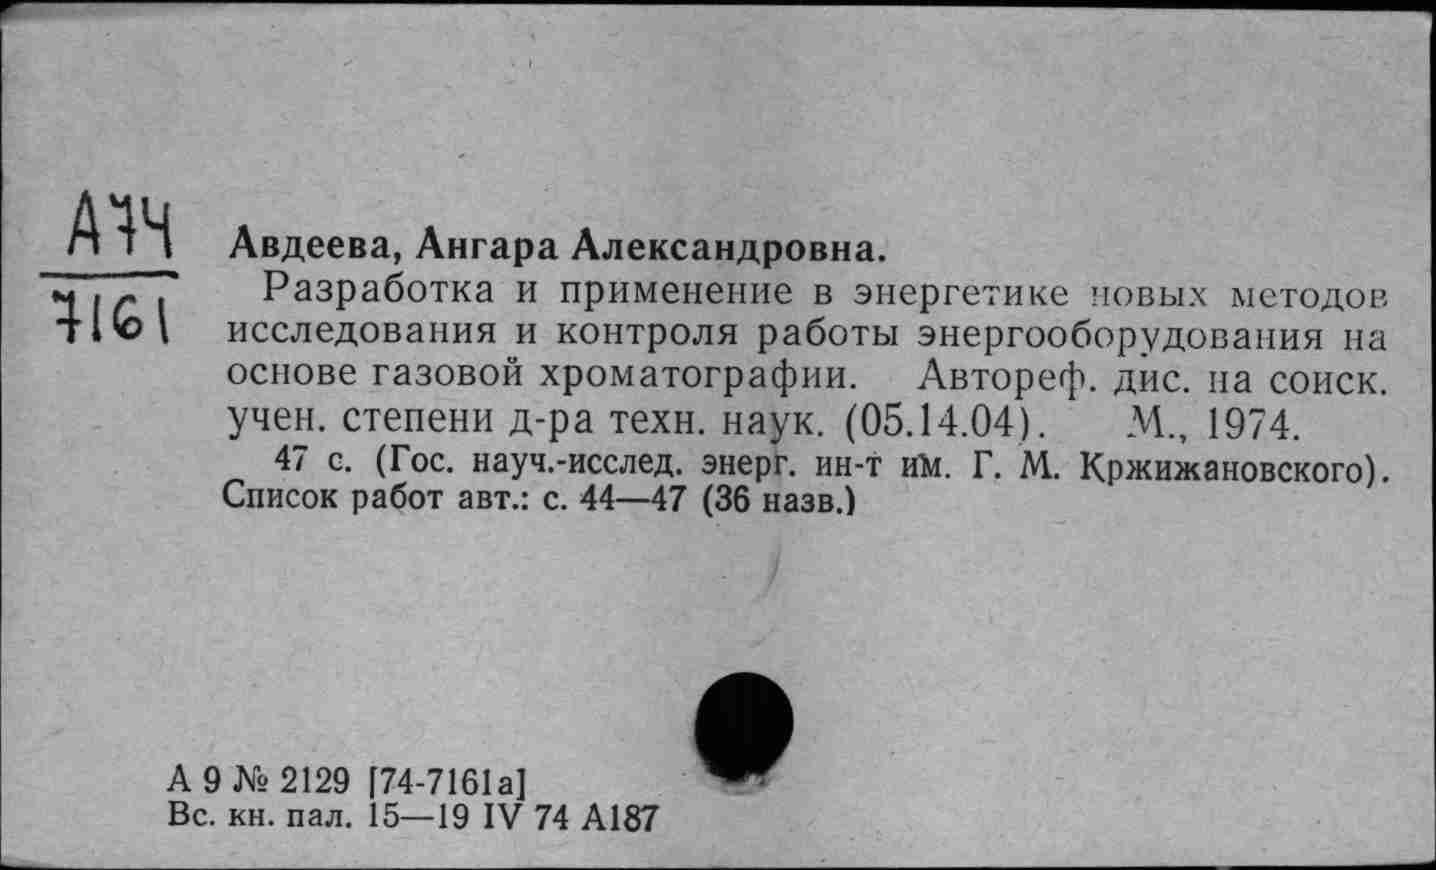 А74
7161
Авдеева, Ангара Александровна.
Разработка и применение в энергетике новых методов
исследования и контроля работы энергооборудования на
основе газовой хроматографии. Автореф. дис. на соиск.
учен. степени д-ра техн. наук. (05.14.04). М., 1974.
47 с. (Гос. науч.-исслед. энерг. ин-т им. Г. М. Кржижановского).
Список работ авт.: с. 44—47 (36 назв.)
А 9 № 2129 [74-7161а]
Вс. кн. пал. 15—19 IV 74 А187